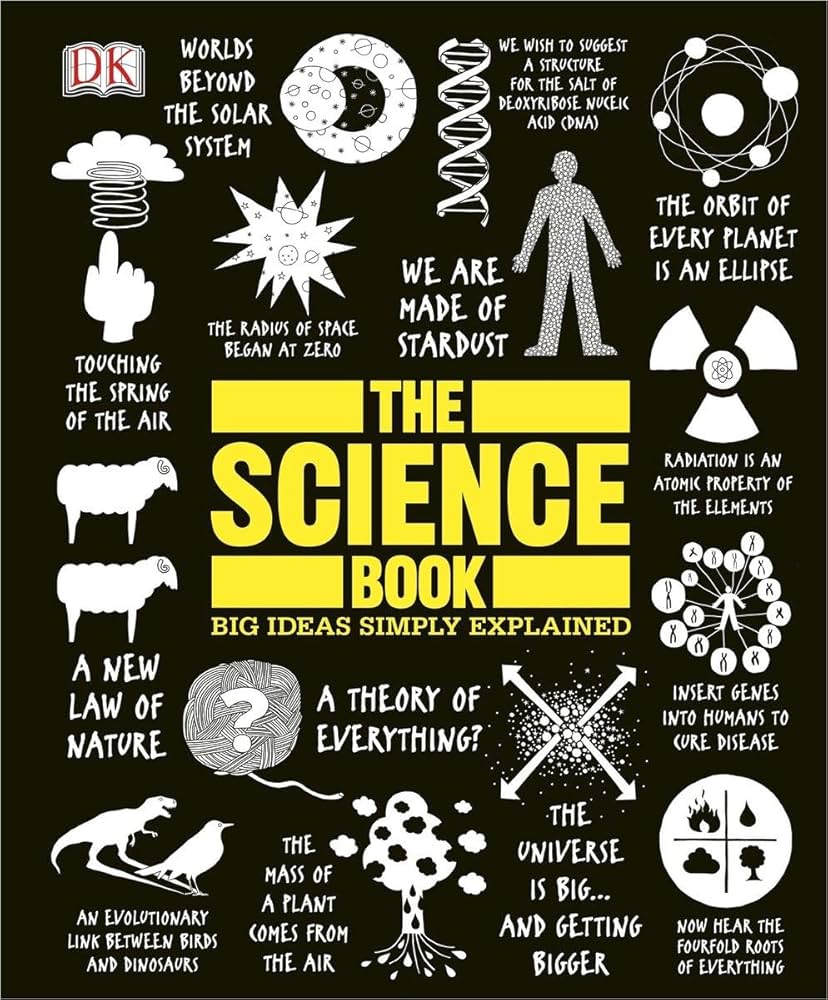 DK
WORLDS
BEYOND
THE SOLAR
SYSTEM
WE WISH TO SUGGEST
A STRUCTURE
FOR THE SALT OF
DEOXYRIBOSE NUCEIC
ACID (DNA)
THE ORBIT OF
EVERY PLANET
IS AN ELLIPSE
TOUCHING
THE SPRING
OF THE AIR
THE RADIUS OF SPACE
BEGAN AT ZERO
WE ARE
MADE OF
STARDUST
THE
SCIENCE
BOOK
BIG IDEAS SIMPLY EXPLAINED
RADIATION IS AN
ATOMIC PROPERTY OF
THE ELEMENTS
A NEW
LAW OF
NATURE
?
A THEORY OF
EVERYTHING?
INSERT GENES
INTO HUMANS TO
CURE DISEASE
AN EVOLUTIONARY
LINK BETWEEN BIRDS
AND DINOSAURS
THE
MASS OF
A PLANT
COMES FROM
THE AIR
THE
UNIVERSE
IS BIG...
AND GETTING
BIGGER
NOW HEAR THE
FOURFOLD ROOTS
OF EVERYTHING